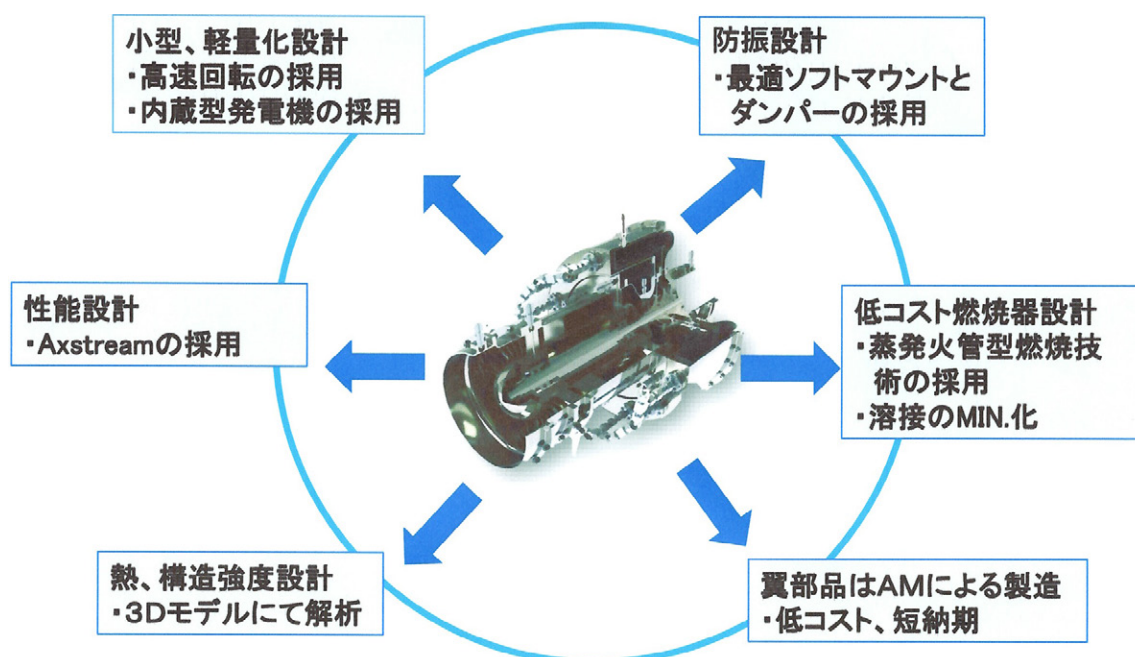 小型、軽量化設計
・高速回転の採用
・内蔵型発電機の採用
防振設計
・最適ソフトマウントと
ダンパーの採用
性能設計
・Axstreamの採用
低コスト燃焼器設計
・蒸発火管型燃焼技
術の採用
・溶接のMIN.化
熱、構造強度設計
・3Dモデルにて解析
翼部品はAMによる製造
・低コスト、短納期